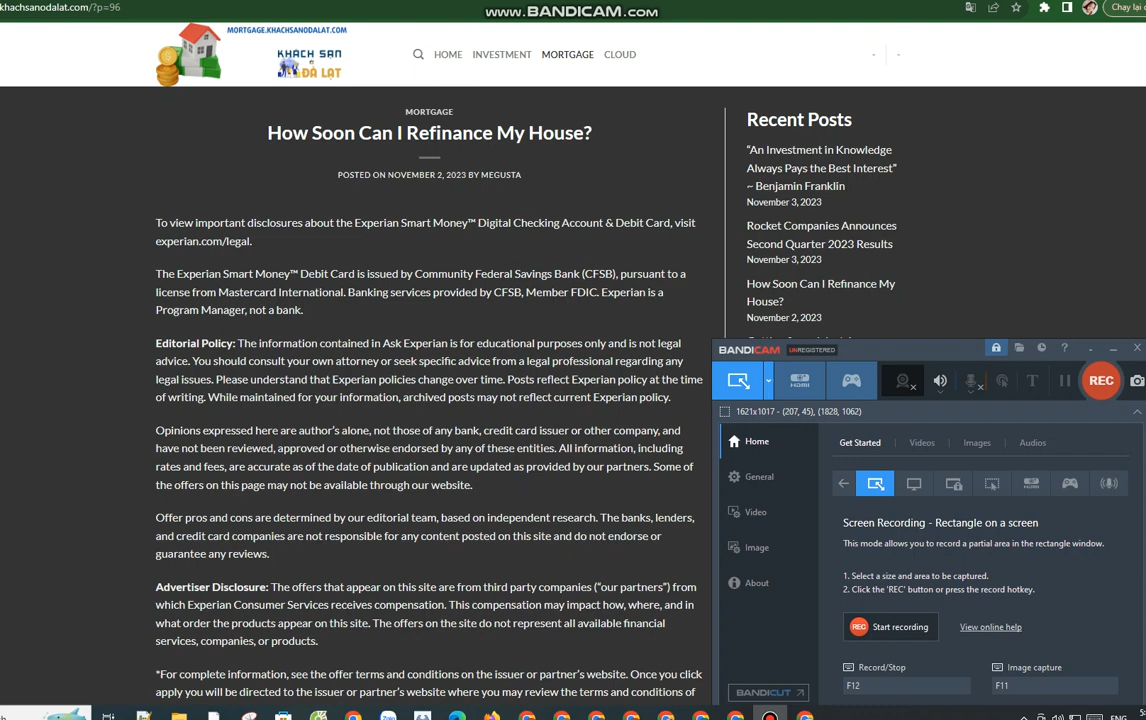 khachsanodalat.com/?p=96
www.BANDICAM.com
Chạy lại
MORTGAGE.KHACHSANODALAT.COM
KHÁCH SẠN
ĐÀ LẠT
HOME INVESTMENT MORTGAGE CLOUD
MORTGAGE
How Soon Can I Refinance My House?
POSTED ON NOVEMBER 2, 2023 BY MEGUSTA
To view important disclosures about the Experian Smart Money™ Digital Checking Account & Debit Card, visit
experian.com/legal.
The Experian Smart Money™ Debit Card is issued by Community Federal Savings Bank (CFSB), pursuant to a
license from Mastercard International. Banking services provided by CFSB, Member FDIC. Experian is a
Program Manager, not a bank.
Editorial Policy: The information contained in Ask Experian is for educational purposes only and is not legal
advice. You should consult your own attorney or seek specific advice from a legal professional regarding any
legal issues. Please understand that Experian policies change over time. Posts reflect Experian policy at the time
of writing. While maintained for your information, archived posts may not reflect current Experian policy.
Opinions expressed here are author's alone, not those of any bank, credit card issuer or other company, and
have not been reviewed, approved or otherwise endorsed by any of these entities. All information, including
rates and fees, are accurate as of the date of publication and are updated as provided by our partners. Some of
the offers on this page may not be available through our website.
Offer pros and cons are determined by our editorial team, based on independent research. The banks, lenders,
and credit card companies are not responsible for any content posted on this site and do not endorse or
guarantee any reviews.
Advertiser Disclosure: The offers that appear on this site are from third party companies ("our partners") from
which Experian Consumer Services receives compensation. This compensation may impact how, where, and in
what order the products appear on this site. The offers on the site do not represent all available financial
services, companies, or products.
*For complete information, see the offer terms and conditions on the issuer or partner's website. Once you click
apply you will be directed to the issuer or partner's website where you may review the terms and conditions of
Recent Posts
"An Investment in Knowledge
Always Pays the Best Interest"
~ Benjamin Franklin
November 3, 2023
Rocket Companies Announces
Second Quarter 2023 Results
November 3, 2023
How Soon Can I Refinance My
House?
November 2, 2023
BANDICAM UNREGISTERED
HDMI
REC
1621x1017 - (207, 45), (1828, 1062)
Home
General
Video
Image
About
Get Started Videos Images Audios
Screen Recording - Rectangle on a screen
This mode allows you to record a partial area in the rectangle window.
1. Select a size and area to be captured.
2. Click the 'REC' button or press the record hotkey.
REC Start recording View online help
Record/Stop Image capture
F12 F11
BANDICUT
ENG